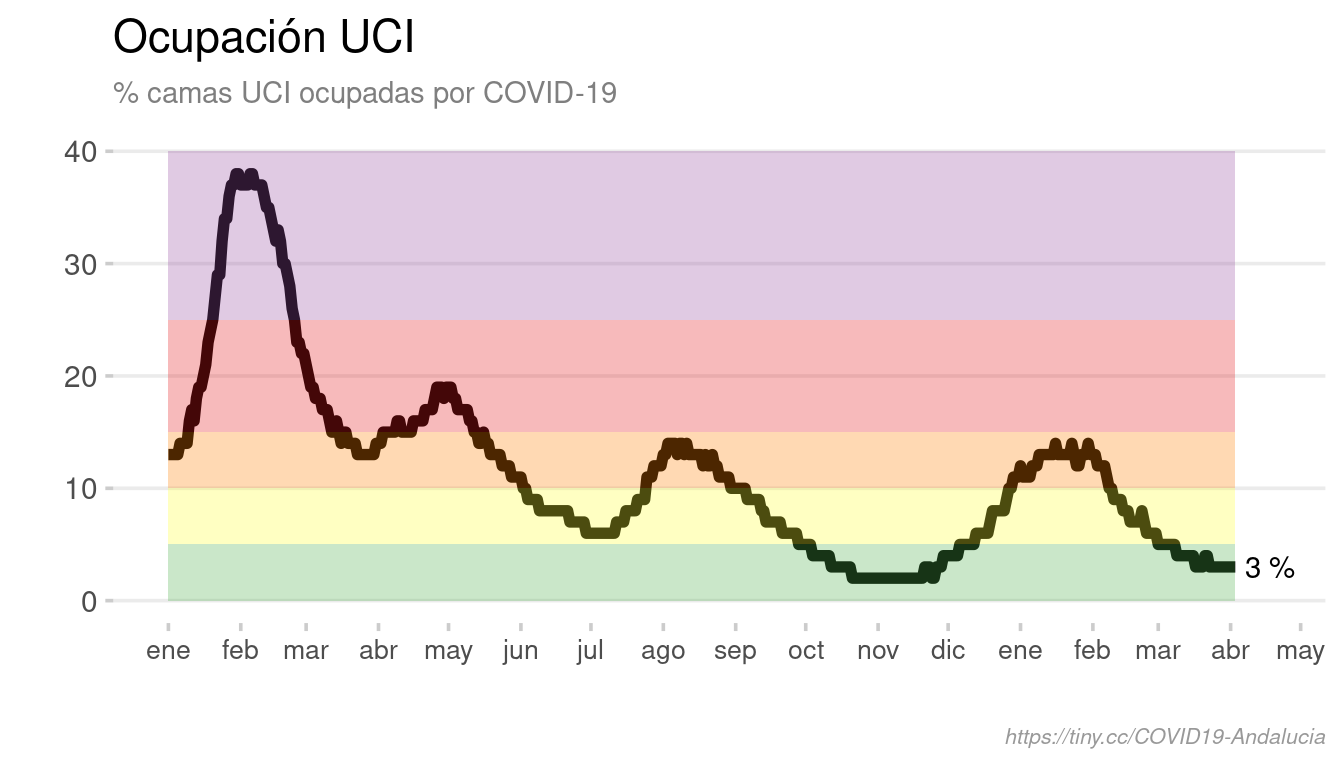 Ocupación UCI
% camas UCI ocupadas por COVID-19
40
30
20
10
0
3 %
ene feb mar abr may jun jul ago sep oct nov dic ene feb mar abr may
https://tiny.cc/COVID19-Andalucia